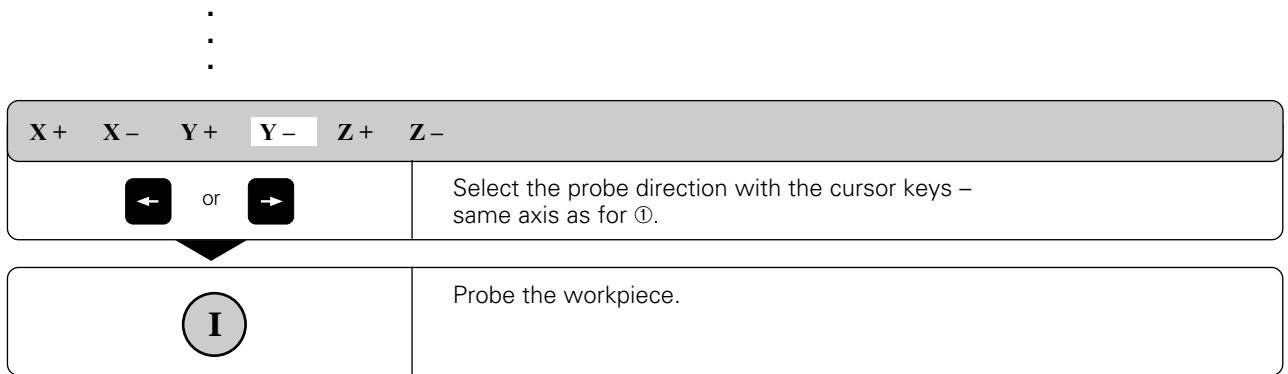 X + X – Y + Y – Z + Z –
or
Select the probe direction with the cursor keys –
same axis as for ①.
I
Probe the workpiece.